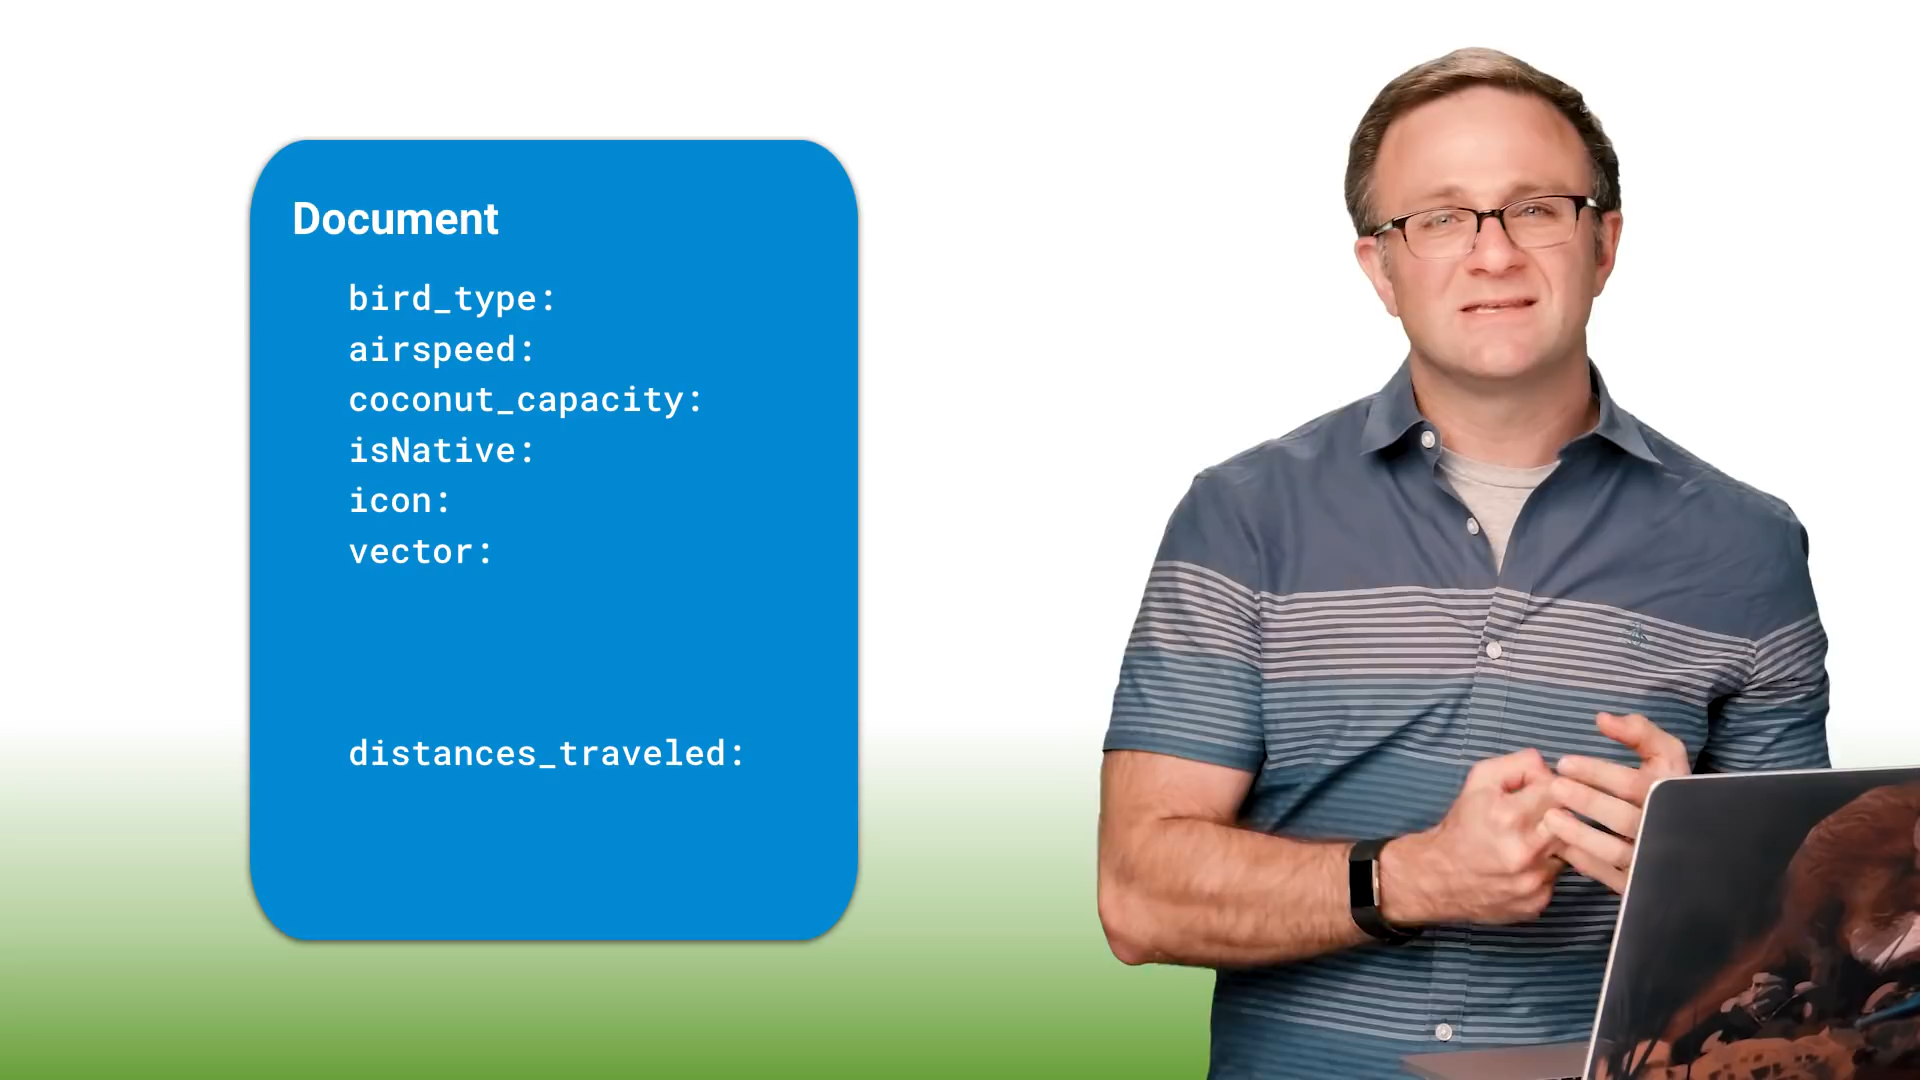 Document
bird_type:
airspeed:
coconut_capacity:
isNative:
icon:
vector:
distances_traveled: